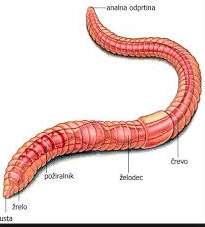 analna odprtina
črevo
želodec
požiralnik
žrelo
usta